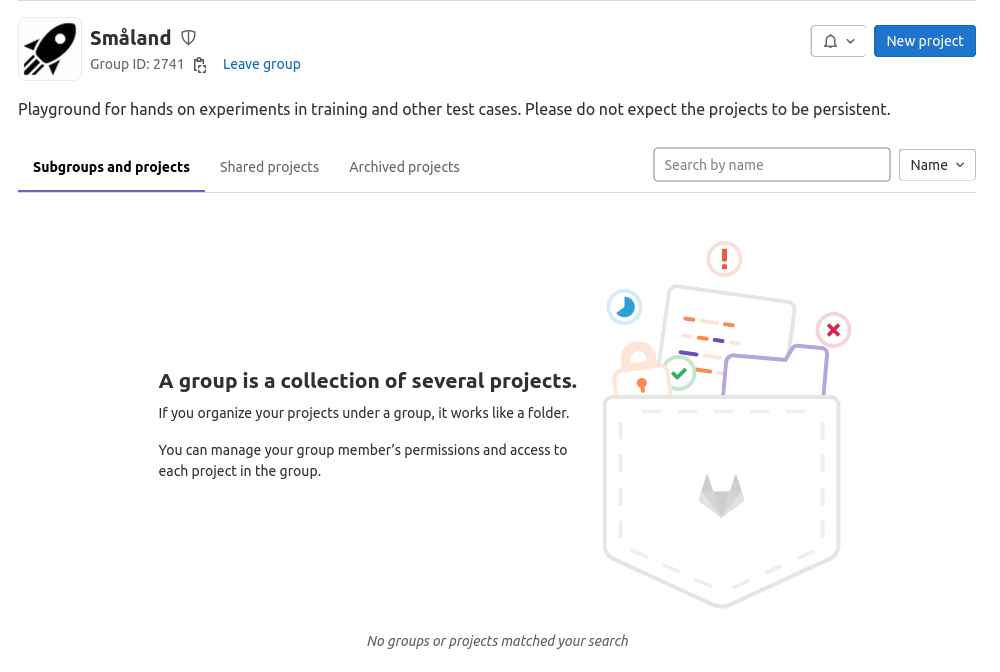 Småland
Group ID: 2741 Leave group
New project
Playground for hands on experiments in training and other test cases. Please do not expect the projects to be persistent.
Subgroups and projects Shared projects Archived projects
Search by name Name
A group is a collection of several projects.
If you organize your projects under a group, it works like a folder.
You can manage your group member’s permissions and access to
each project in the group.
No groups or projects matched your search